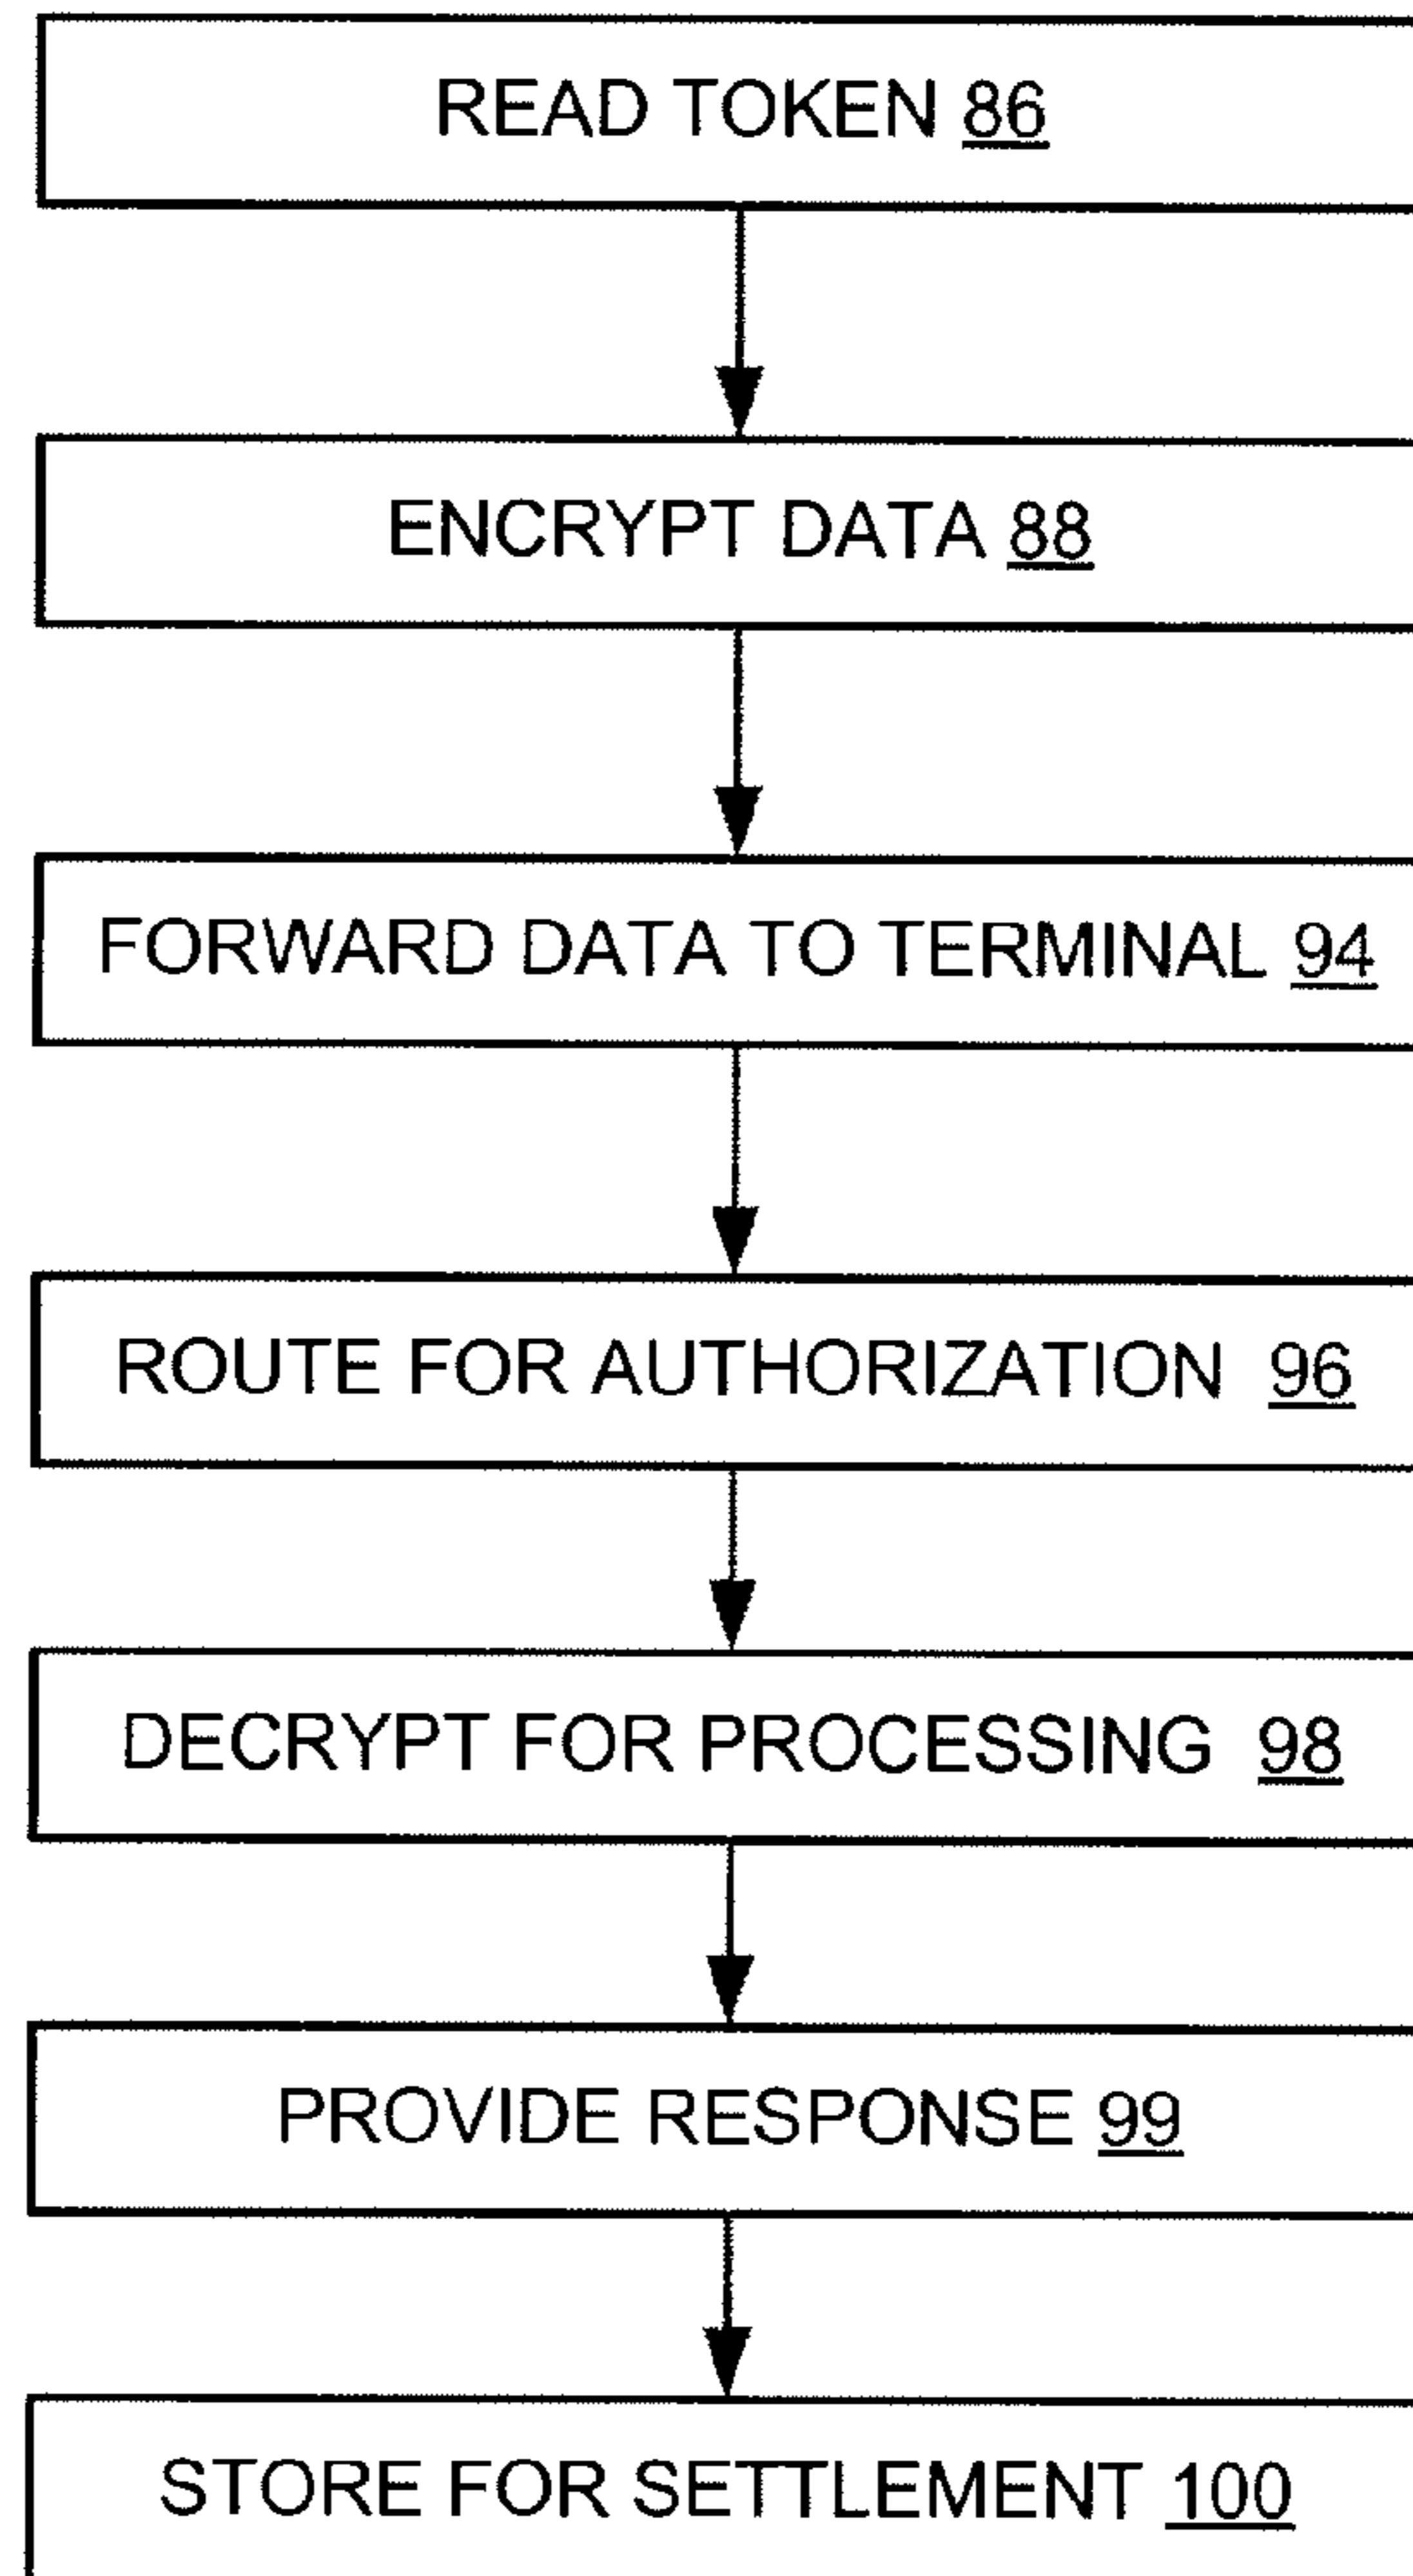 READ TOKEN 86
ENCRYPT DATA 88
FORWARD DATA TO TERMINAL 94
ROUTE FOR AUTHORIZATION 96
DECRYPT FOR PROCESSING 98
PROVIDE RESPONSE 99
STORE FOR SETTLEMENT 100